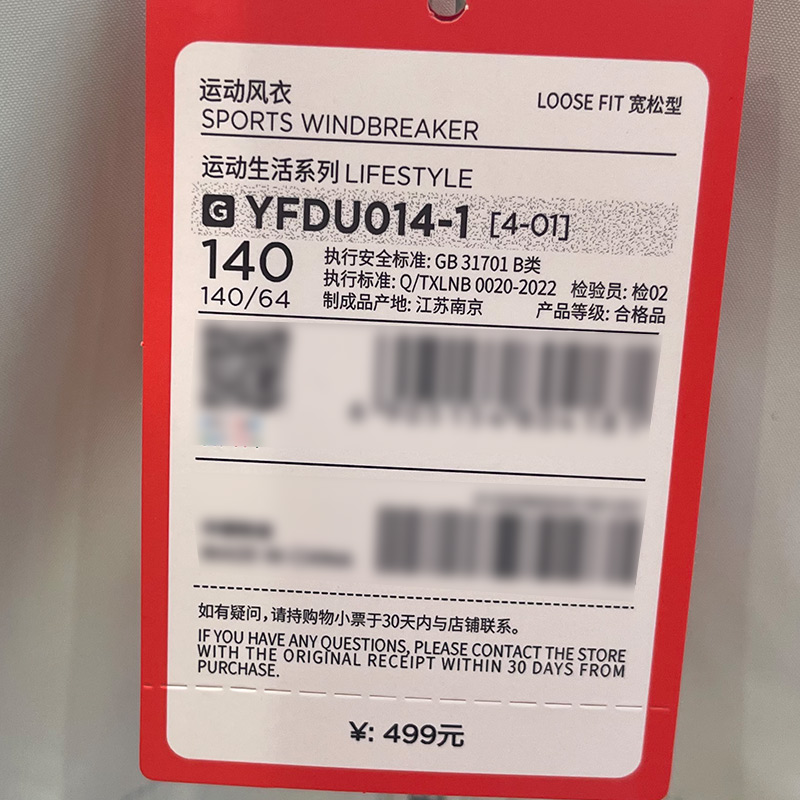 运动风衣
SPORTS WINDBREAKER
LOOSE FIT 宽松型
运动生活系列 LIFESTYLE
G YFDU014-1 [4-01]
140
140/64
执行安全标准: GB 31701 B类
执行标准: Q/TXLNB 0020-2022 检验员: 检02
制成品产地: 江苏南京 产品等级: 合格品
如有疑问，请持购物小票于30天内与店铺联系。
IF YOU HAVE ANY QUESTIONS, PLEASE CONTACT THE STORE
WITH THE ORIGINAL RECEIPT WITHIN 30 DAYS FROM
PURCHASE.
¥: 499元